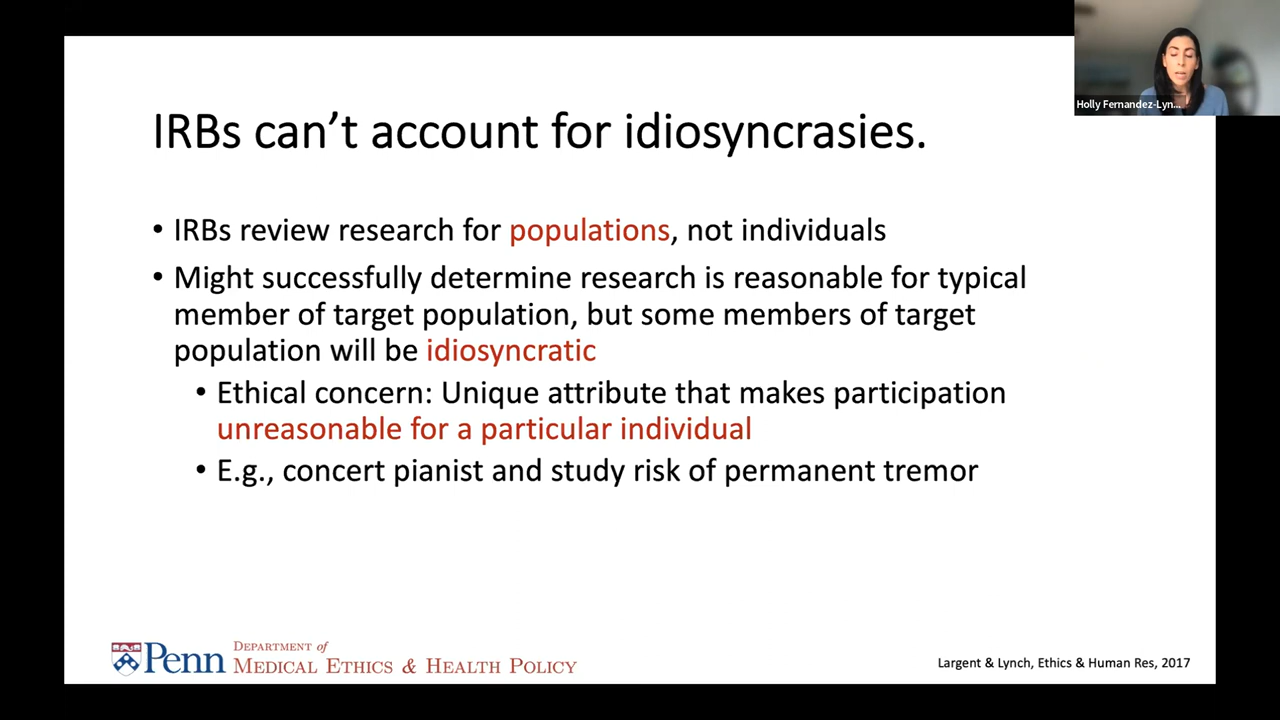 Holly Fernandez-Lyn...
IRBs can’t account for idiosyncrasies.
• IRBs review research for populations, not individuals
• Might successfully determine research is reasonable for typical
member of target population, but some members of target
population will be idiosyncratic
• Ethical concern: Unique attribute that makes participation
unreasonable for a particular individual
• E.g., concert pianist and study risk of permanent tremor
Penn
DEPARTMENT of
MEDICAL ETHICS & HEALTH POLICY
Largent & Lynch, Ethics & Human Res, 2017